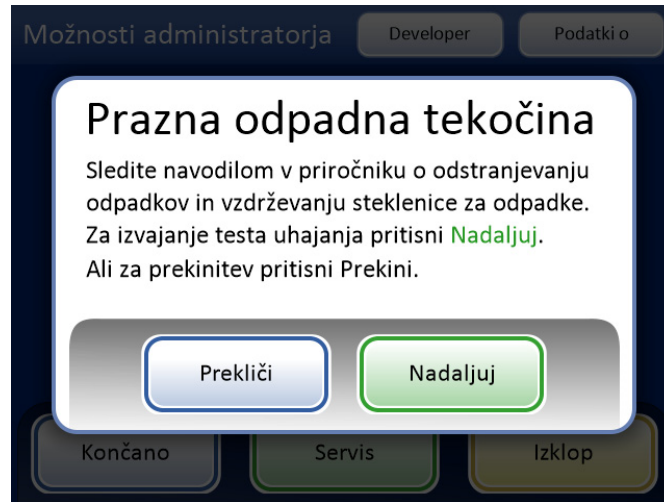 Možnosti administratorja Developer Podatki o
Prazna odpadna tekočina
Sledite navodilom v priročniku o odstranjevanju
odpadkov in vzdrževanju steklenice za odpadke.
Za izvajanje testa uhajanja pritisni Nadaljuj.
Ali za prekinitev pritisni Prekini.
Prekliči Nadaljuj
Končano Servis Izklop